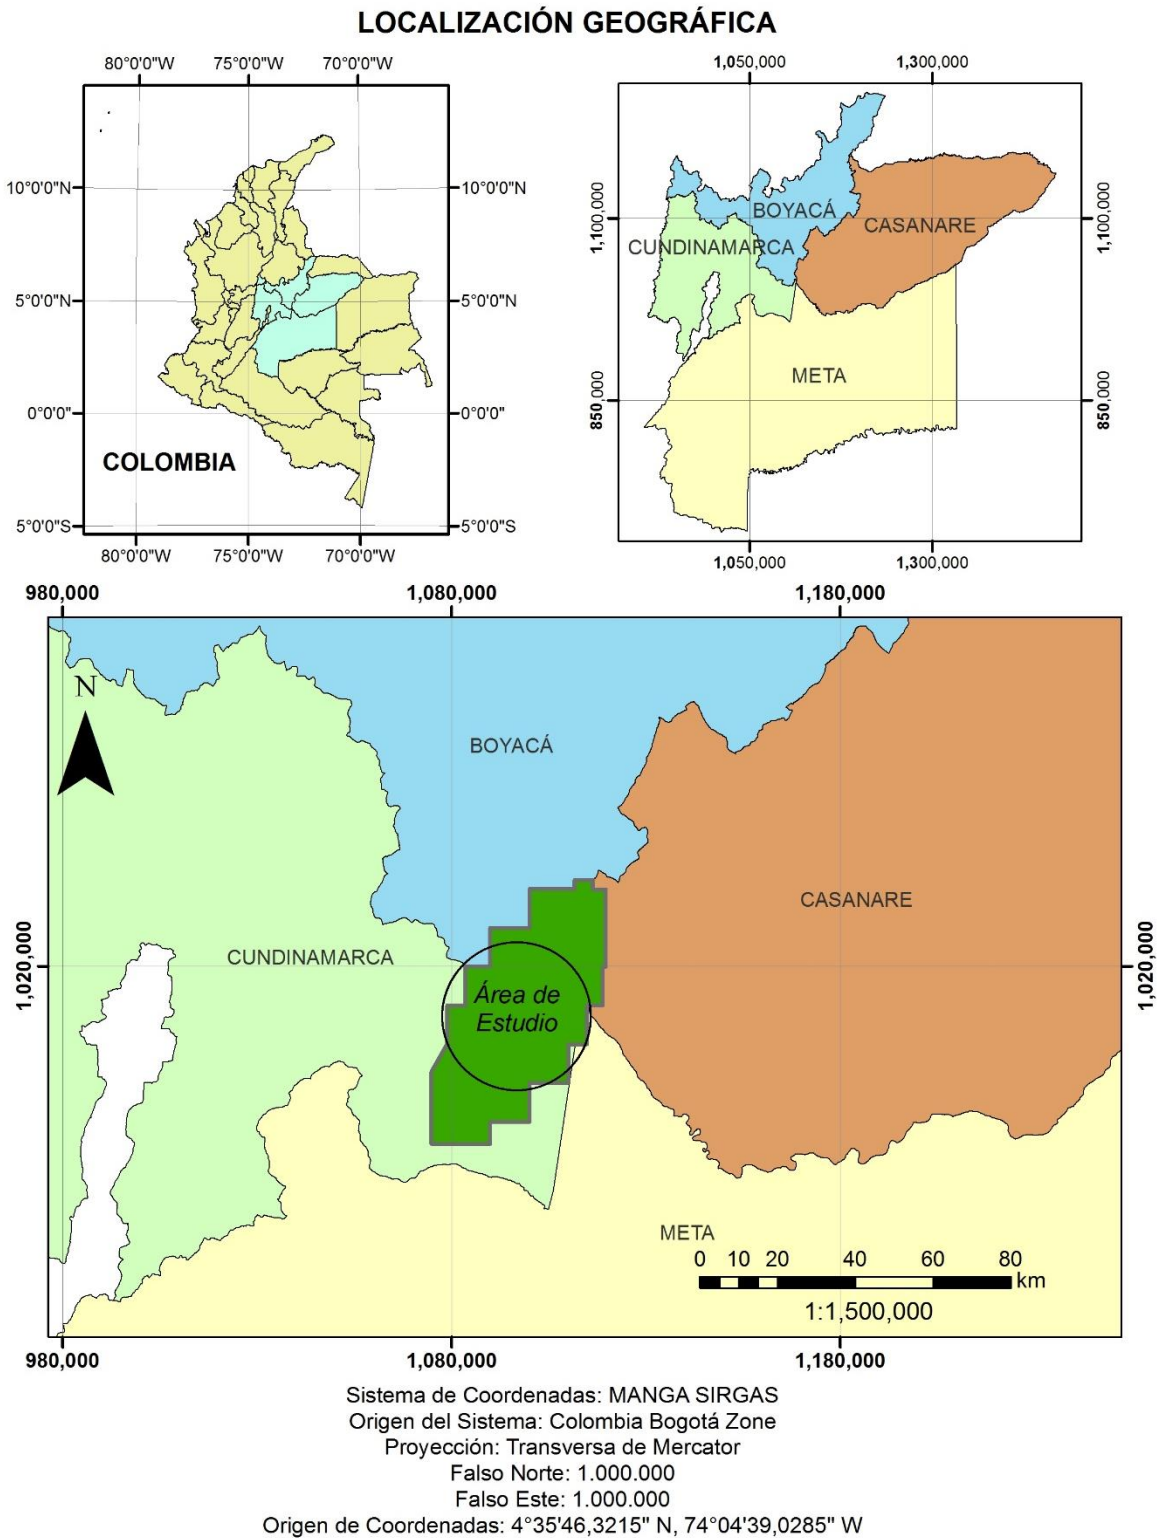 LOCALIZACIÓN GEOGRÁFICA
80°0'0"W 75°0'0"W 70°0'0"W
10°0'0"N 10°0'0"N
5°0'0"N 5°0'0"N
0°0'0" 0°0'0"
COLOMBIA
5°0'0"S 5°0'0"S
80°0'0"W 75°0'0"W 70°0'0"W
1,050,000 1,300,000
1,100,000 1,100,000
BOYACÁ
CASANARE
CUNDINAMARCA
META
850,000 850,000
1,050,000 1,300,000
980,000 1,080,000 1,180,000
N
BOYACÁ
CASANARE
CUNDINAMARCA
1,020,000 1,020,000
Área de
Estudio
META
0 10 20 40 60 80
km
1:1,500,000
980,000 1,080,000 1,180,000
Sistema de Coordenadas: MANGA SIRGAS
Origen del Sistema: Colombia Bogotá Zone
Proyección: Transversa de Mercator
Falso Norte: 1.000.000
Falso Este: 1.000.000
Origen de Coordenadas: 4°35'46,3215" N, 74°04'39,0285" W